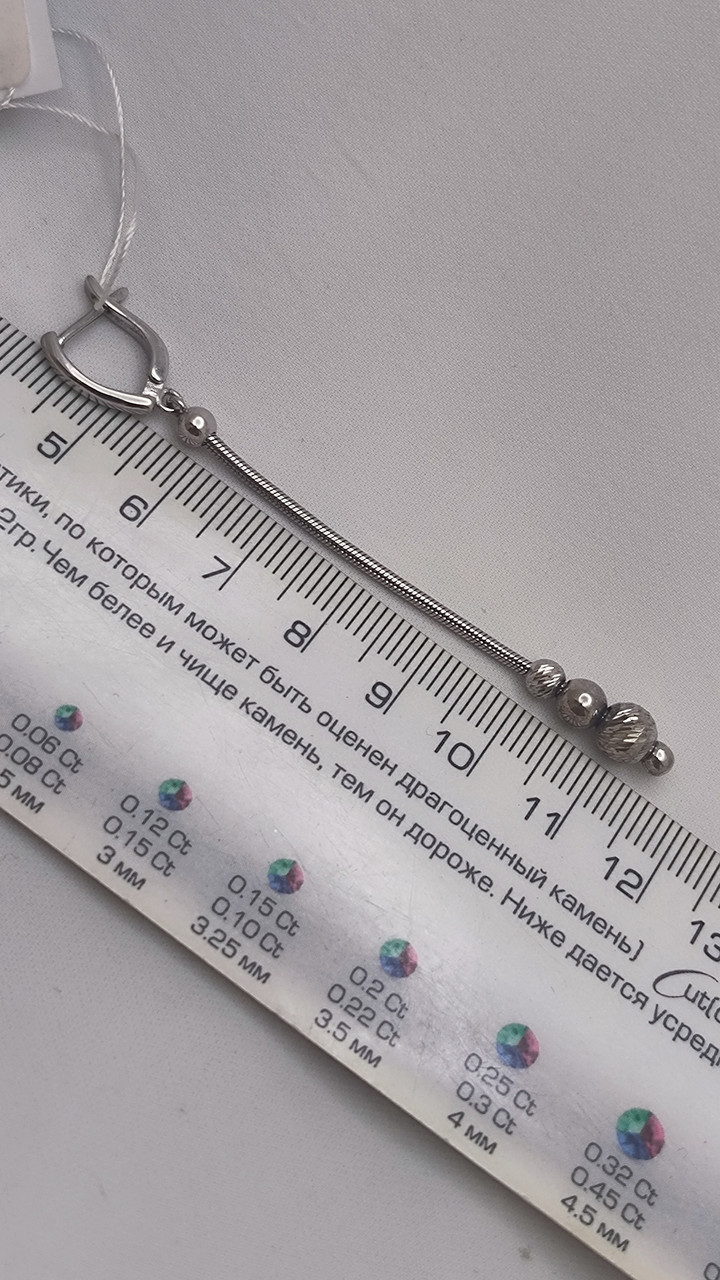 5 6 7 8 9 10 11 12 13
тики, по которым может быть оценен драгоценный камень)
2гр. Чем белее и чище камень, тем он дороже. Ниже дается усред
Cut(
0.06 Ct
0.08 Ct
5 мм
0.12 Ct
0.15 Ct
3 мм
0.15 Ct
0.10 Ct
3.25 мм
0.2 Ct
0.22 Ct
3.5 мм
0.25 Ct
0.3 Ct
4 мм
0.32 Ct
0.45 Ct
4.5 мм